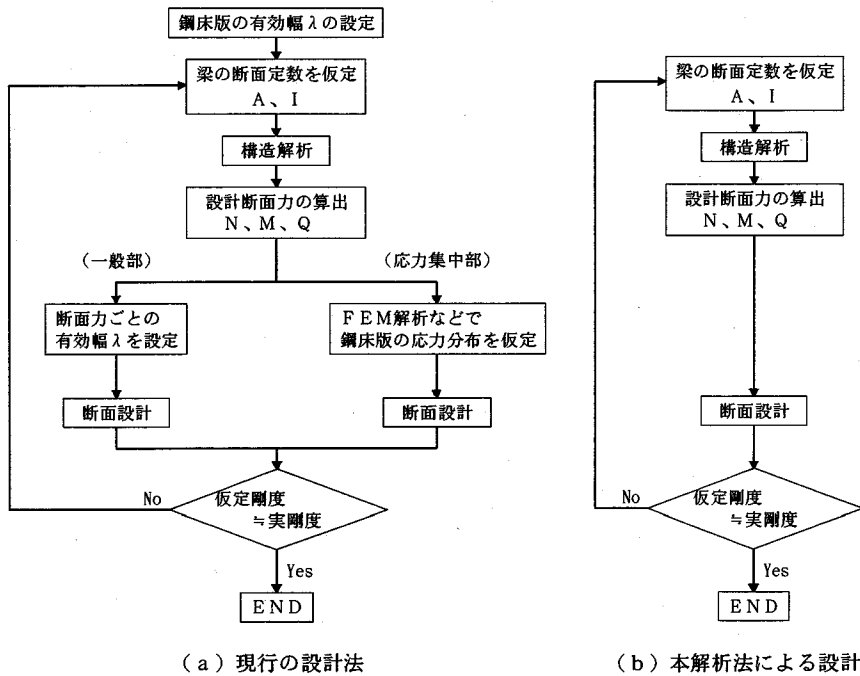 鋼床版の有効幅λの設定
梁の断面定数を仮定
A、I
構造解析
設計断面力の算出
N、M、Q
(一般部)
(応力集中部)
断面力ごとの
有効幅λを設定
FEM解析などで
鋼床版の応力分布を仮定
断面設計
断面設計
No
仮定剛度
≒実剛度
Yes
END
(a)現行の設計法
梁の断面定数を仮定
A、I
構造解析
設計断面力の算出
N、M、Q
断面設計
No
仮定剛度
≒実剛度
Yes
END
(b)本解析法による設計